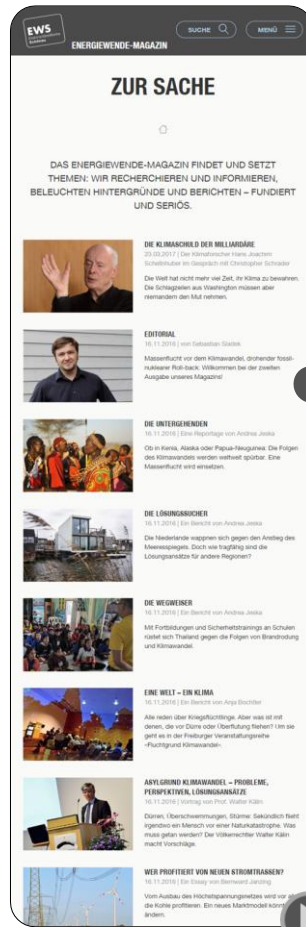 EWS
SUCHE
MENÜ
ENERGIEWENDE-MAGAZIN
ZUR SACHE
DAS ENERGIEWENDE-MAGAZIN FINDET UND SETZT
THEMEN: WIR RECHERCHIEREN UND INFORMIEREN,
BELEUCHTEN HINTERGRÜNDE UND BERICHTEN – FUNDIERT
UND SERIÖS.
DIE KLIMASCHULD DER MILLIARDÄRE
23.03.2017 | Der Klimaforscher Hans Joachim
Schellnhuber im Gespräch mit Christopher Schrader
Die Welt hat nicht mehr viel Zeit, ihr Klima zu bewahren.
Die Schlagzeilen aus Washington müssen aber
niemandem den Mut nehmen.
EDITORIAL
16.11.2016 | von Sebastian Sladek
Massenflucht vor dem Klimawandel, drohender fossil-
nuklearer Roll-back: Willkommen bei der zweiten
Ausgabe unseres Magazins!
DIE UNTERGEHENDEN
16.11.2016 | Eine Reportage von Andrea Jeska
Ob in Kenia, Alaska oder Papua-Neuguinea: Die Folgen
des Klimawandels werden weltweit spürbar. Eine
Massenflucht wird einsetzen.
DIE LÖSUNGSSUCHER
16.11.2016 | Ein Bericht von Andrea Jeska
Die Niederlande wappnen sich gegen den Anstieg des
Meeresspiegels. Doch wie tragfähig sind die
Lösungsansätze für andere Regionen?
DIE WEGWEISER
16.11.2016 | Ein Bericht von Andrea Jeska
Mit Fortbildungen und Sicherheitstrainings an Schulen
rüstet sich Thailand gegen die Folgen von Brandrodung
und Klimawandel.
EINE WELT – EIN KLIMA
16.11.2016 | Ein Bericht von Anja Bochtler
Alle reden über Kriegsflüchtlinge. Aber was ist mit
denen, die vor Dürre oder Überflutung fliehen? Um sie
geht es in der Freiburger Veranstaltungsreihe
»Fluchtgrund Klimawandel«.
ASYLGRUND KLIMAWANDEL – PROBLEME,
PERSPEKTIVEN, LÖSUNGSANSÄTZE
16.11.2016 | Vortrag von Prof. Walter Kälin
Dürren, Überschwemmungen, Stürme: Sekündlich flieht
irgendwo ein Mensch vor einer Naturkatastrophe. Was
muss getan werden? Der Völkerrechtler Walter Kälin
macht Vorschläge.
WER PROFITIERT VON NEUEN STROMTRASSEN?
16.11.2016 | Ein Essay von Bernward Janzing
Vom Ausbau des Höchstspannungsnetzes wird vor
die Kohle profitieren. Ein neues Marktmodell könnte
ändern.